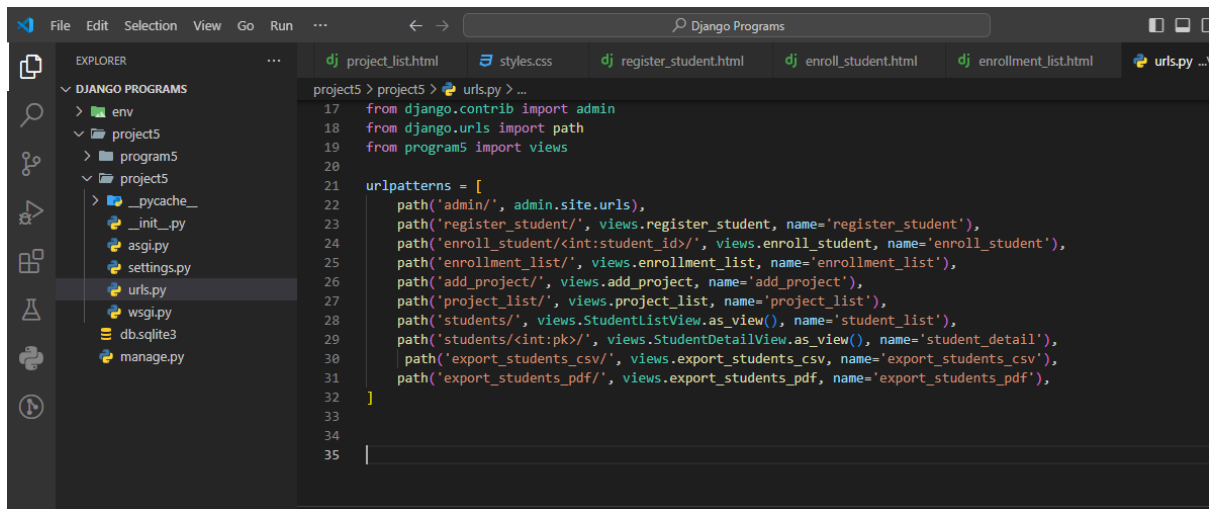 File Edit Selection View Go Run ... Django Programs
EXPLORER ...
DJANGO PROGRAMS
env
project5
program5
project5
__pycache__
__init__.py
asgi.py
settings.py
urls.py
wsgi.py
db.sqlite3
manage.py
project_list.html styles.css register_student.html enroll_student.html enrollment_list.html urls.py ...\
project5 > project5 > urls.py > ...
17 from django.contrib import admin
18 from django.urls import path
19 from program5 import views
20
21 urlpatterns = [
22     path('admin/', admin.site.urls),
23     path('register_student/', views.register_student, name='register_student'),
24     path('enroll_student/<int:student_id>/', views.enroll_student, name='enroll_student'),
25     path('enrollment_list/', views.enrollment_list, name='enrollment_list'),
26     path('add_project/', views.add_project, name='add_project'),
27     path('project_list/', views.project_list, name='project_list'),
28     path('students/', views.StudentListView.as_view(), name='student_list'),
29     path('students/<int:pk>/', views.StudentDetailView.as_view(), name='student_detail'),
30      path('export_students_csv/', views.export_students_csv, name='export_students_csv'),
31     path('export_students_pdf/', views.export_students_pdf, name='export_students_pdf'),
32 ]
33
34
35